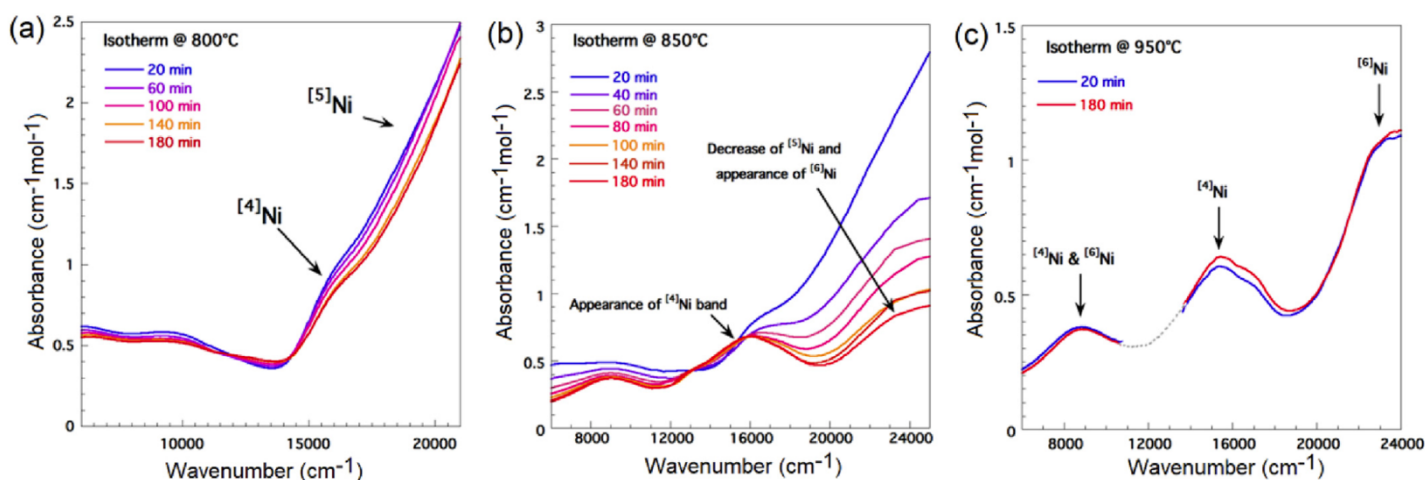 (a)
Isotherm @ 800°C
20 min
60 min
100 min
140 min
180 min
[5]Ni
[4]Ni
Absorbance (cm-1mol-1)
2.5
2
1.5
1
0.5
0
10000
15000
20000
Wavenumber (cm-1)
(b)
Isotherm @ 850°C
20 min
40 min
60 min
80 min
100 min
140 min
180 min
Decrease of [5]Ni and
appearance of [6]Ni
Appearance of [4]Ni band
Absorbance (cm-1mol-1)
3
2.5
2
1.5
1
0.5
0
8000
12000
16000
20000
24000
Wavenumber (cm-1)
(c)
Isotherm @ 950°C
20 min
180 min
[6]Ni
[4]Ni
[4]Ni & [6]Ni
Absorbance (cm-1mol-1)
1.5
1
0.5
0
8000
12000
16000
20000
24000
Wavenumber (cm-1)